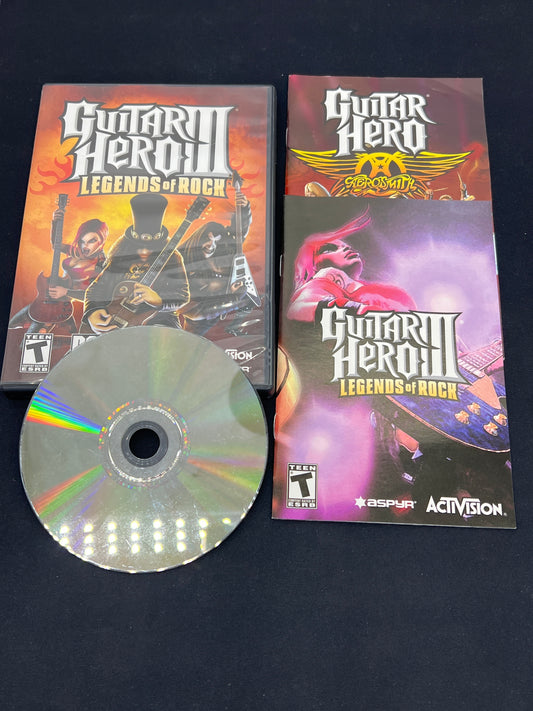 GUITAR III
HERO
LEGENDS OF ROCK
TEEN
T
ESRB
GUITAR
HERO
AEROSMITH
GUITAR III
HERO
LEGENDS OF ROCK
TEEN
T
ESRB
ASPYR
ACTIVISION